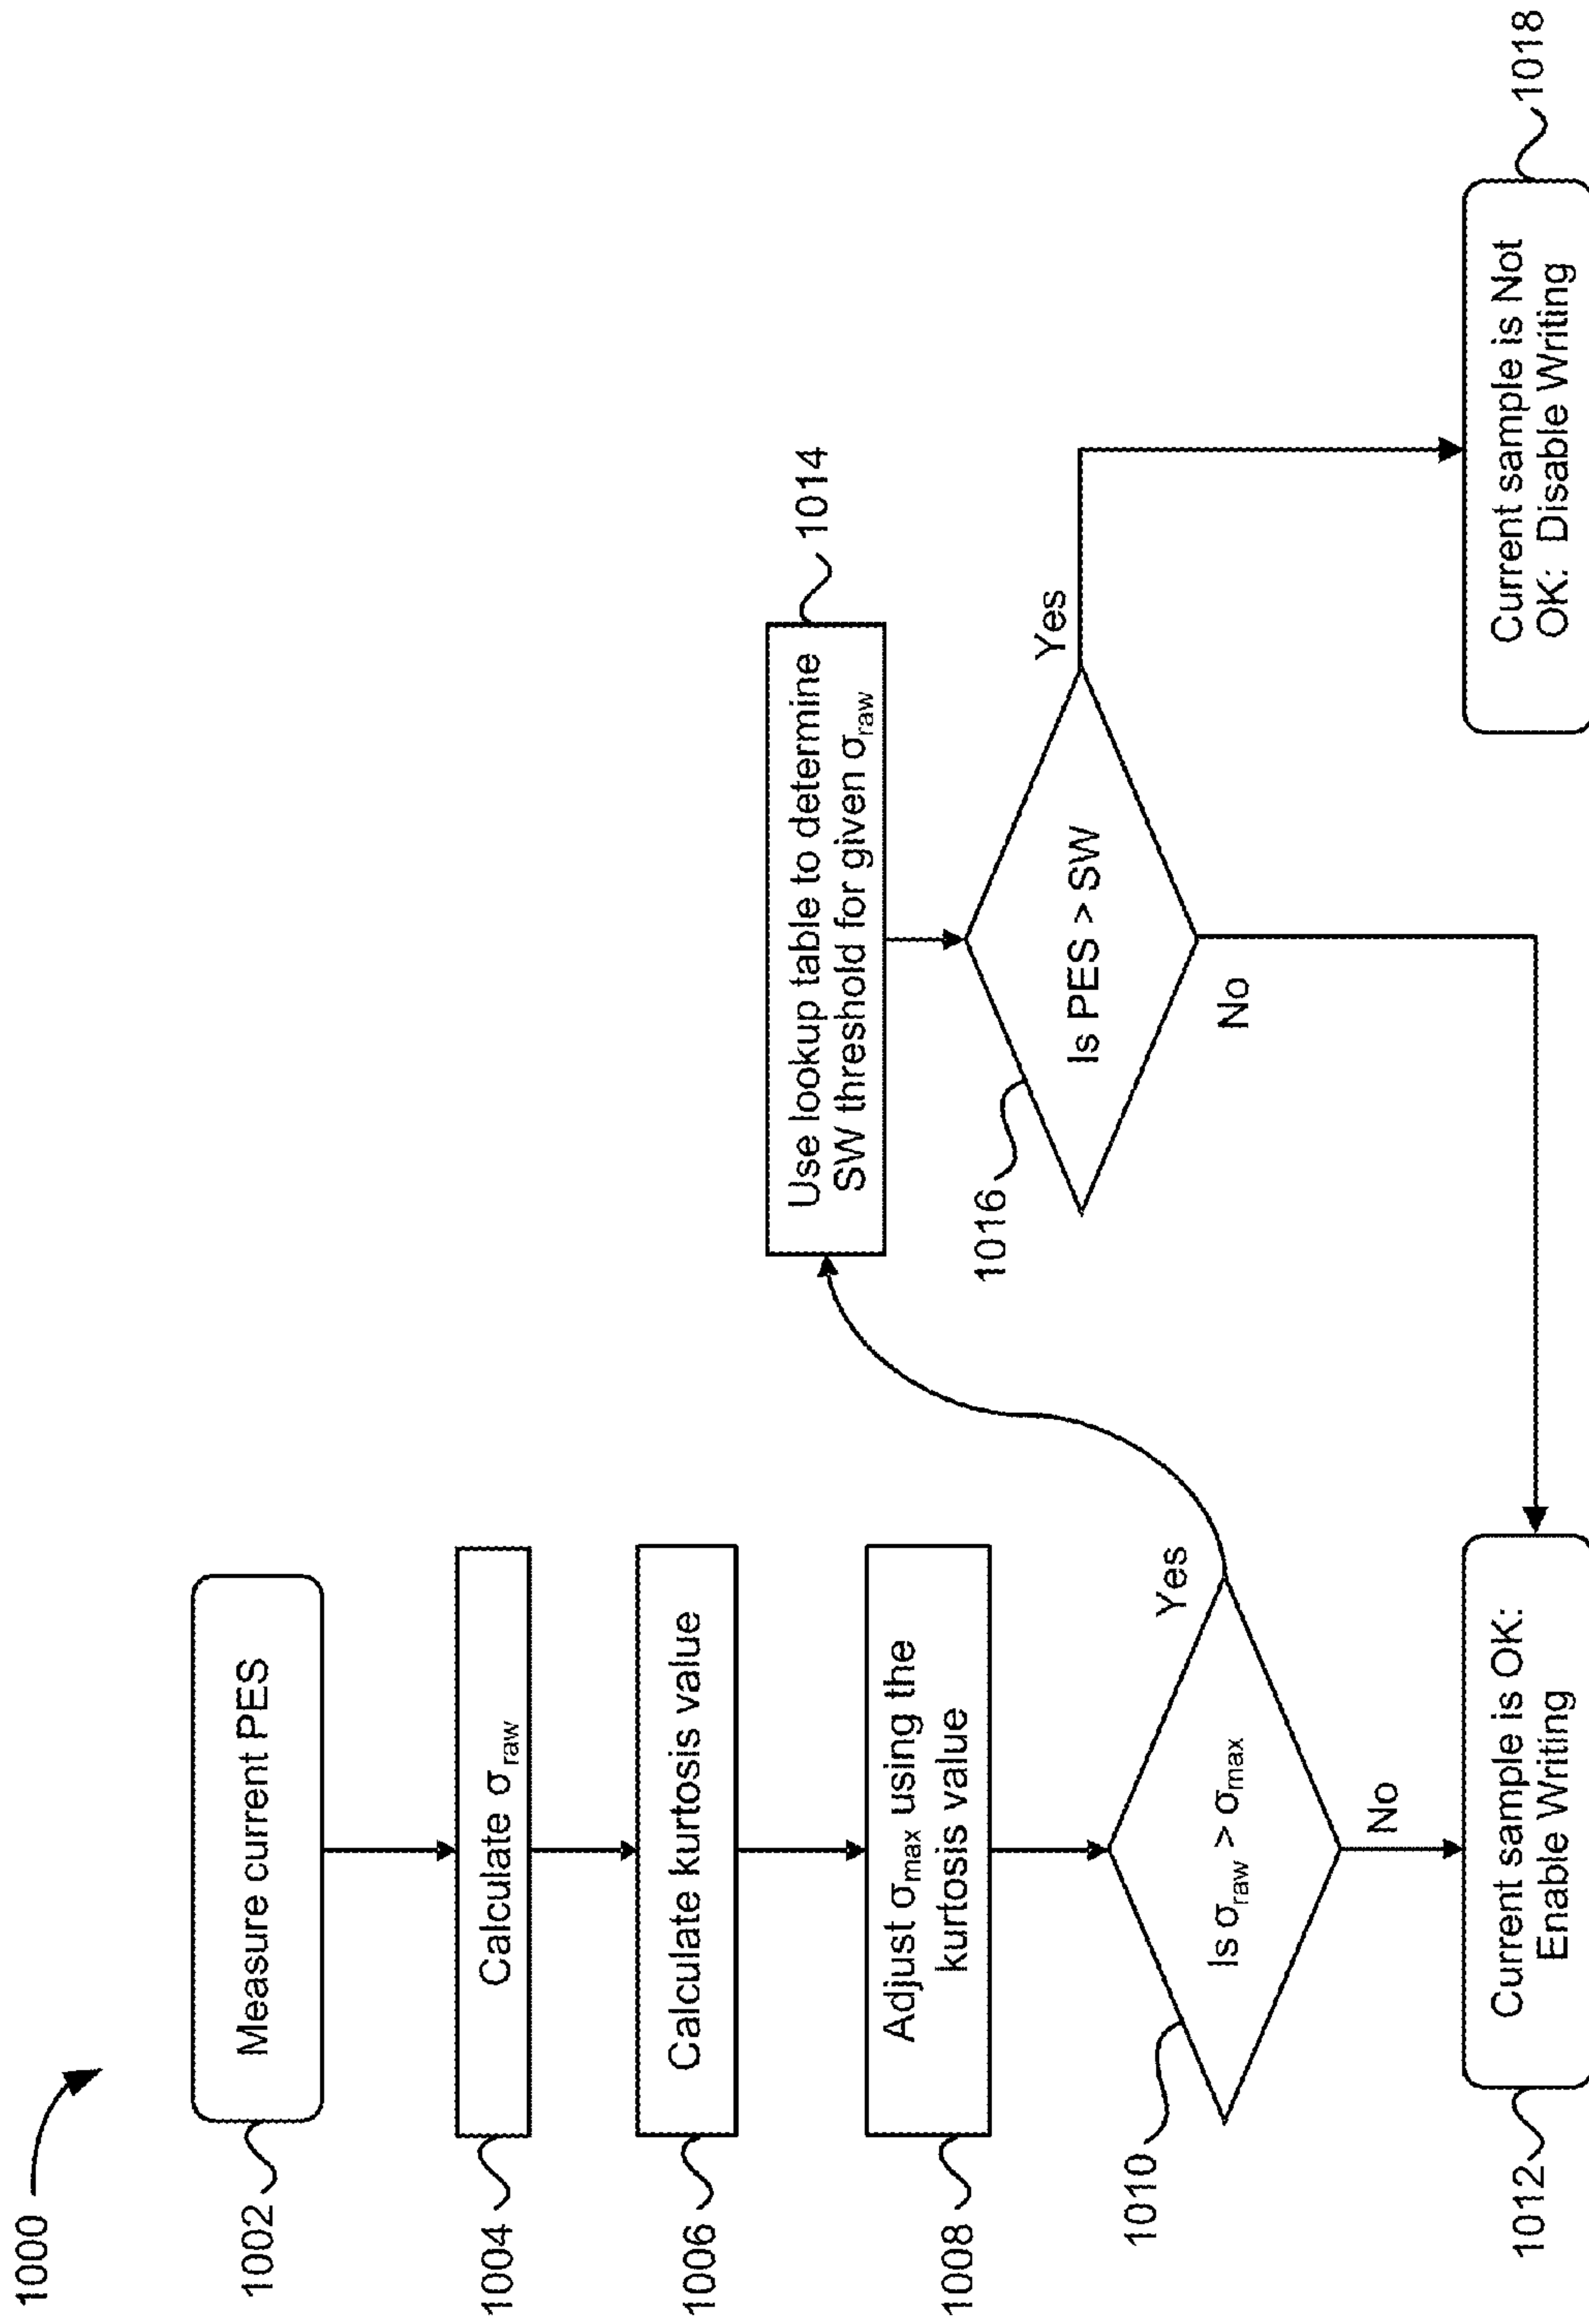 1000
1002
Measure current PES
1004
Calculate σraw
1006
Calculate kurtosis value
1008
Adjust σmax using the
kurtosis value
1010
Is σraw > σmax
Yes
No
1012
Current sample is OK:
Enable Writing
1014
Use lookup table to determine
SW threshold for given σraw
1016
Is PES > SW
Yes
No
1018
Current sample is Not
OK: Disable Writing